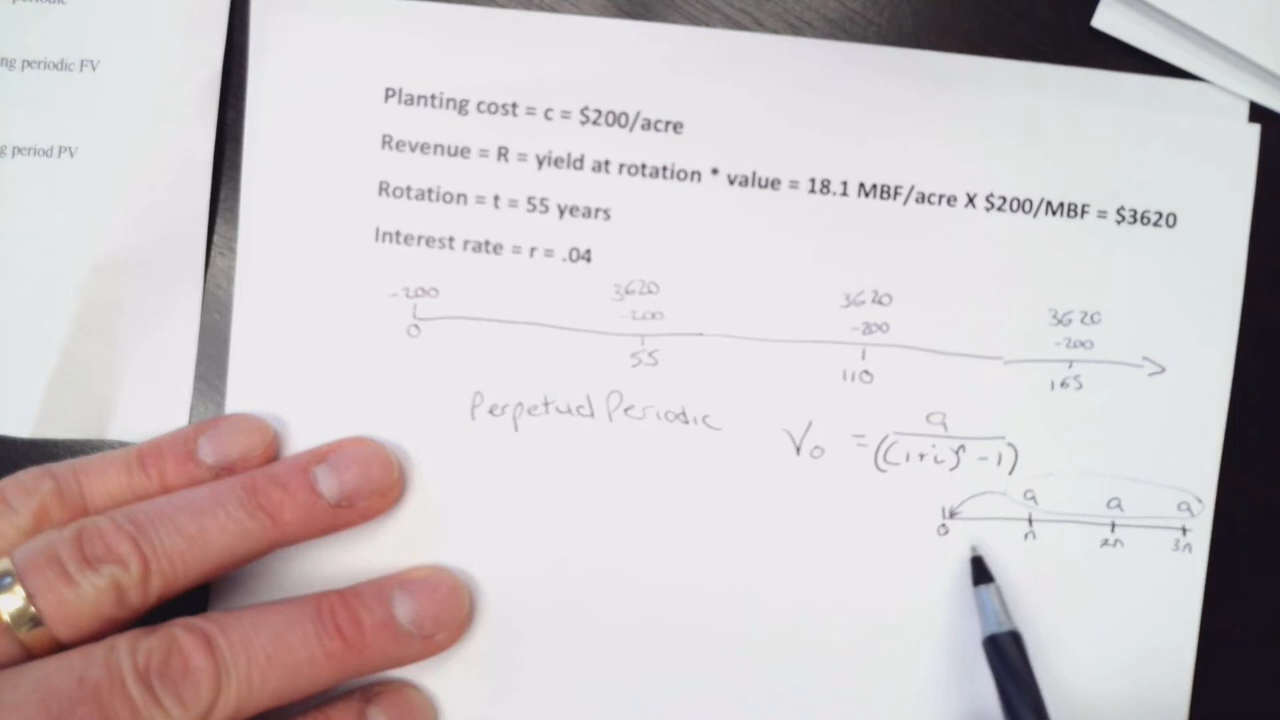 ng periodic FV
g period PV
Planting cost = c = $200/acre
Revenue = R = yield at rotation * value = 18.1 MBF/acre X $200/MBF = $3620
Rotation = t = 55 years
Interest rate = r = .04
-200 3620 3620 3620
-200 -200 -200
0 55 110 165
Perpetual Periodic V₀ = a
((1+i)ⁿ -1)
a a a
0 n 2n 3n